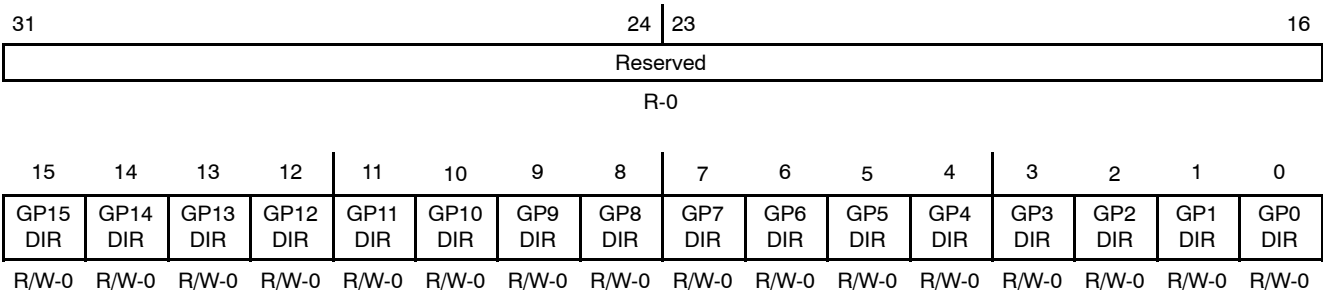 31 24 23 16
Reserved
R-0
15 14 13 12 11 10 9 8 7 6 5 4 3 2 1 0
GP15 GP14 GP13 GP12 GP11 GP10 GP9 GP8 GP7 GP6 GP5 GP4 GP3 GP2 GP1 GP0
DIR DIR DIR DIR DIR DIR DIR DIR DIR DIR DIR DIR DIR DIR DIR DIR
R/W-0 R/W-0 R/W-0 R/W-0 R/W-0 R/W-0 R/W-0 R/W-0 R/W-0 R/W-0 R/W-0 R/W-0 R/W-0 R/W-0 R/W-0 R/W-0